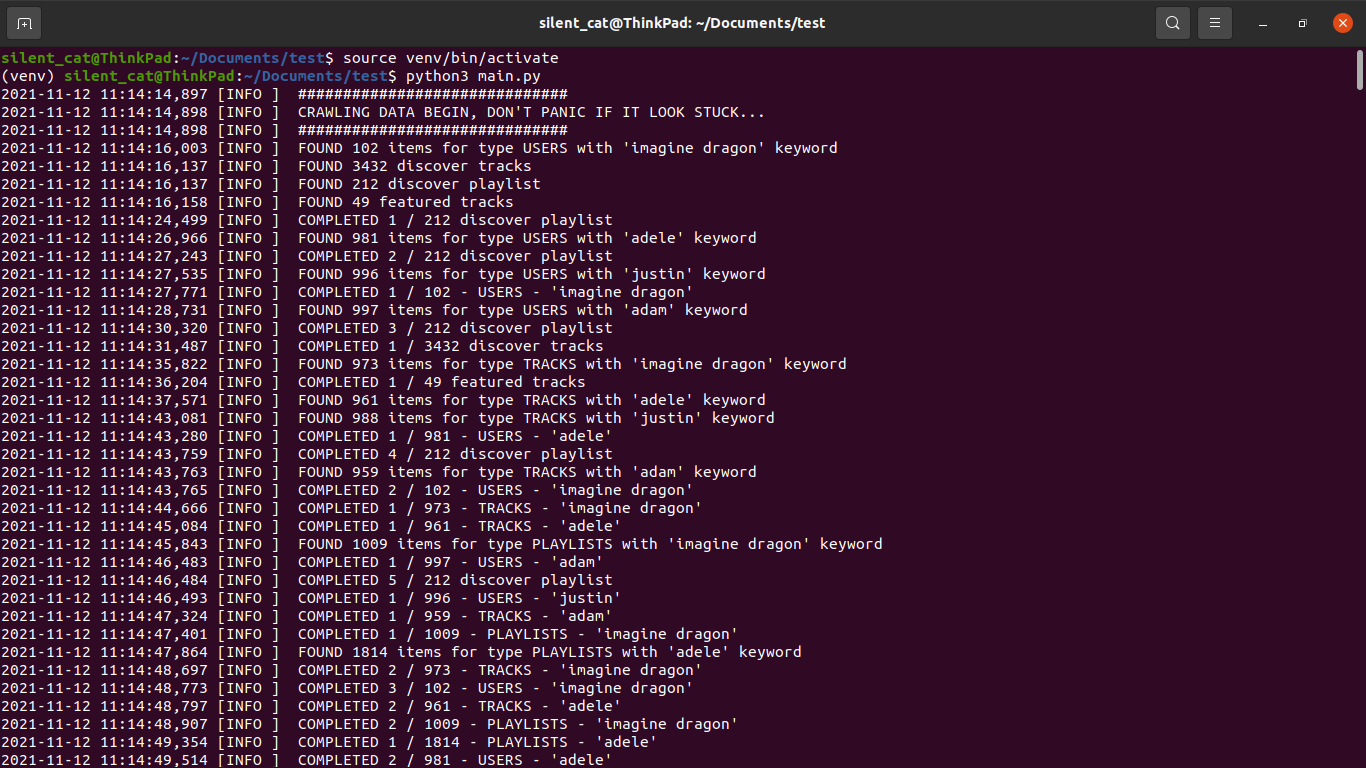 silent_cat@ThinkPad: ~/Documents/test
silent_cat@ThinkPad:~/Documents/test$ source venv/bin/activate
(venv) silent_cat@ThinkPad:~/Documents/test$ python3 main.py
2021-11-12 11:14:14,897 [INFO ]  ##############################
2021-11-12 11:14:14,898 [INFO ]  CRAWLING DATA BEGIN, DON'T PANIC IF IT LOOK STUCK...
2021-11-12 11:14:14,898 [INFO ]  ##############################
2021-11-12 11:14:16,003 [INFO ]  FOUND 102 items for type USERS with 'imagine dragon' keyword
2021-11-12 11:14:16,137 [INFO ]  FOUND 3432 discover tracks
2021-11-12 11:14:16,137 [INFO ]  FOUND 212 discover playlist
2021-11-12 11:14:16,158 [INFO ]  FOUND 49 featured tracks
2021-11-12 11:14:24,499 [INFO ]  COMPLETED 1 / 212 discover playlist
2021-11-12 11:14:26,966 [INFO ]  FOUND 981 items for type USERS with 'adele' keyword
2021-11-12 11:14:27,243 [INFO ]  COMPLETED 2 / 212 discover playlist
2021-11-12 11:14:27,535 [INFO ]  FOUND 996 items for type USERS with 'justin' keyword
2021-11-12 11:14:27,771 [INFO ]  COMPLETED 1 / 102 - USERS - 'imagine dragon'
2021-11-12 11:14:28,731 [INFO ]  FOUND 997 items for type USERS with 'adam' keyword
2021-11-12 11:14:30,320 [INFO ]  COMPLETED 3 / 212 discover playlist
2021-11-12 11:14:31,487 [INFO ]  COMPLETED 1 / 3432 discover tracks
2021-11-12 11:14:35,822 [INFO ]  FOUND 973 items for type TRACKS with 'imagine dragon' keyword
2021-11-12 11:14:36,204 [INFO ]  COMPLETED 1 / 49 featured tracks
2021-11-12 11:14:37,571 [INFO ]  FOUND 961 items for type TRACKS with 'adele' keyword
2021-11-12 11:14:43,081 [INFO ]  FOUND 988 items for type TRACKS with 'justin' keyword
2021-11-12 11:14:43,280 [INFO ]  COMPLETED 1 / 981 - USERS - 'adele'
2021-11-12 11:14:43,759 [INFO ]  COMPLETED 4 / 212 discover playlist
2021-11-12 11:14:43,763 [INFO ]  FOUND 959 items for type TRACKS with 'adam' keyword
2021-11-12 11:14:43,765 [INFO ]  COMPLETED 2 / 102 - USERS - 'imagine dragon'
2021-11-12 11:14:44,666 [INFO ]  COMPLETED 1 / 973 - TRACKS - 'imagine dragon'
2021-11-12 11:14:45,084 [INFO ]  COMPLETED 1 / 961 - TRACKS - 'adele'
2021-11-12 11:14:45,843 [INFO ]  FOUND 1009 items for type PLAYLISTS with 'imagine dragon' keyword
2021-11-12 11:14:46,483 [INFO ]  COMPLETED 1 / 997 - USERS - 'adam'
2021-11-12 11:14:46,484 [INFO ]  COMPLETED 5 / 212 discover playlist
2021-11-12 11:14:46,493 [INFO ]  COMPLETED 1 / 996 - USERS - 'justin'
2021-11-12 11:14:47,324 [INFO ]  COMPLETED 1 / 959 - TRACKS - 'adam'
2021-11-12 11:14:47,401 [INFO ]  COMPLETED 1 / 1009 - PLAYLISTS - 'imagine dragon'
2021-11-12 11:14:47,864 [INFO ]  FOUND 1814 items for type PLAYLISTS with 'adele' keyword
2021-11-12 11:14:48,697 [INFO ]  COMPLETED 2 / 973 - TRACKS - 'imagine dragon'
2021-11-12 11:14:48,773 [INFO ]  COMPLETED 3 / 102 - USERS - 'imagine dragon'
2021-11-12 11:14:48,797 [INFO ]  COMPLETED 2 / 961 - TRACKS - 'adele'
2021-11-12 11:14:48,907 [INFO ]  COMPLETED 2 / 1009 - PLAYLISTS - 'imagine dragon'
2021-11-12 11:14:49,354 [INFO ]  COMPLETED 1 / 1814 - PLAYLISTS - 'adele'
2021-11-12 11:14:49,514 [INFO ]  COMPLETED 2 / 981 - USERS - 'adele'